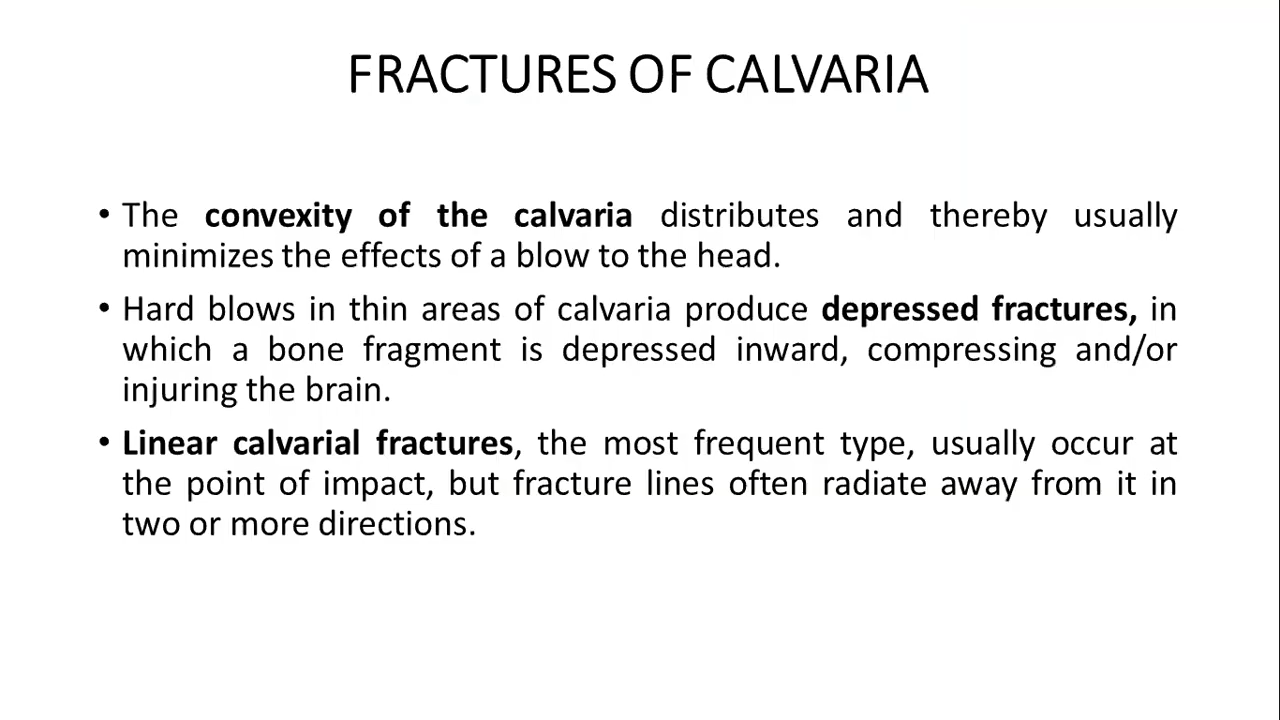 FRACTURES OF CALVARIA
• The convexity of the calvaria distributes and thereby usually
minimizes the effects of a blow to the head.
• Hard blows in thin areas of calvaria produce depressed fractures, in
which a bone fragment is depressed inward, compressing and/or
injuring the brain.
• Linear calvarial fractures, the most frequent type, usually occur at
the point of impact, but fracture lines often radiate away from it in
two or more directions.